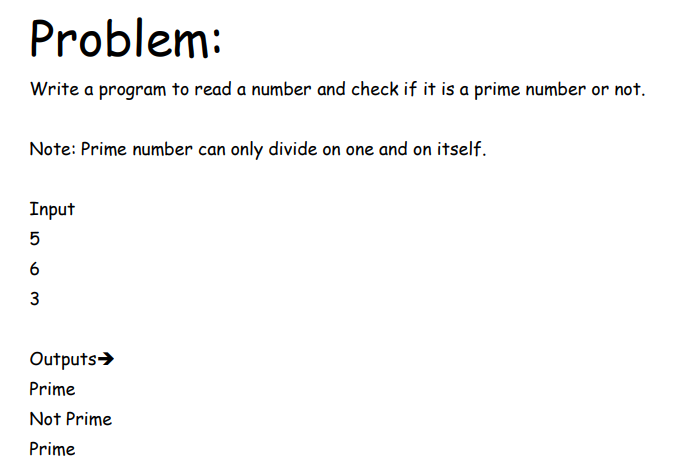 Problem:
Write a program to read a number and check if it is a prime number or not.
Note: Prime number can only divide on one and on itself.
Input
5
6
3
Outputs➔
Prime
Not Prime
Prime